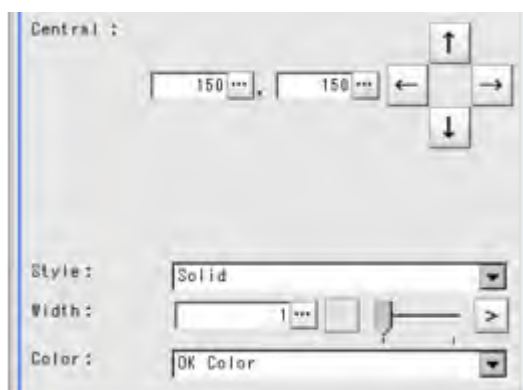 Central :
↑
150 ... , 150 ... ← →
↓
Style : Solid
Width : 1 ... >
Color : OK Color